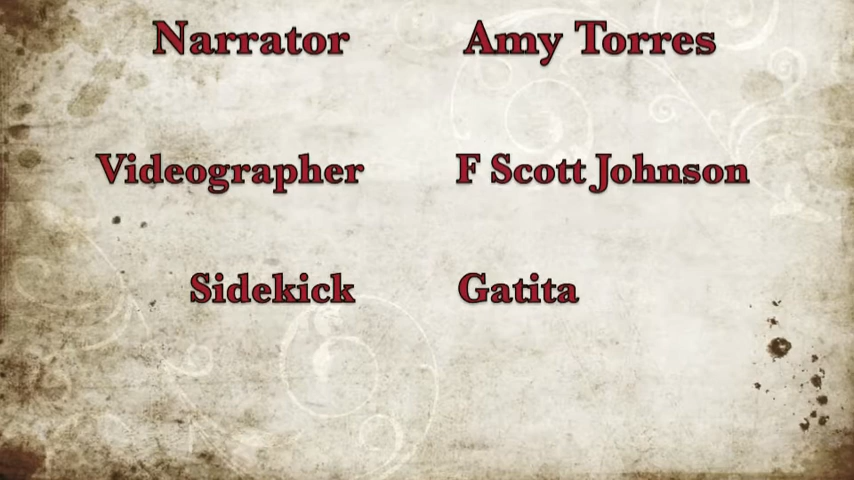 Narrator Amy Torres
Videographer F Scott Johnson
Sidekick Gatita